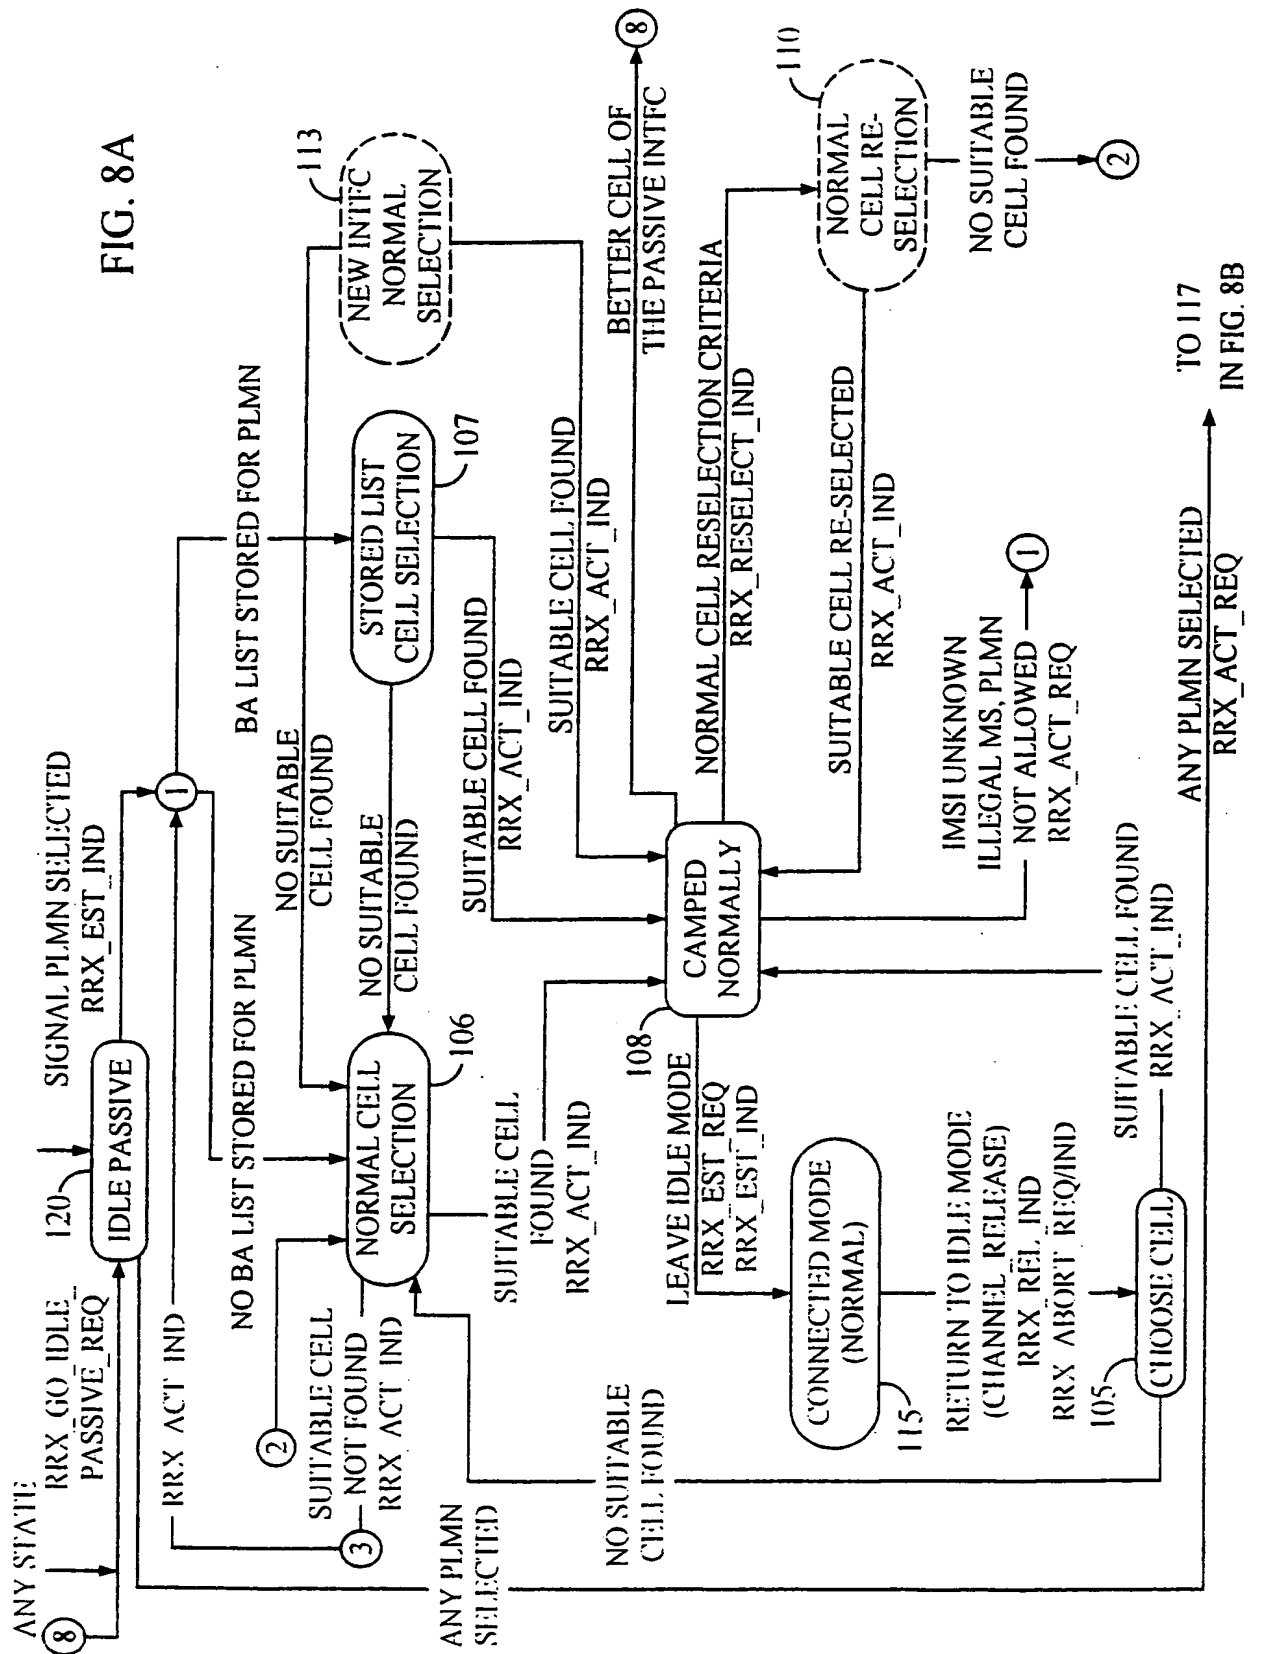 FIG. 8A
ANY STATE
8
RRX_GO_IDLE_
PASSIVE_REQ
120
IDLE PASSIVE
SIGNAL PLMN SELECTED
RRX_EST_IND
1
RRX_ACT_IND
NO BA LIST STORED FOR PLMN
BA LIST STORED FOR PLMN
2
SUITABLE CELL
NOT FOUND
RRX_ACT_IND
3
NORMAL CELL
SELECTION
106
NO SUITABLE
CELL FOUND
NO SUITABLE
CELL FOUND
STORED LIST
CELL SELECTION
107
NEW INTFC
NORMAL
SELECTION
113
ANY PLMN
SELECTED
SUITABLE CELL
FOUND
RRX_ACT_IND
SUITABLE CELL FOUND
RRX_ACT_IND
SUITABLE CELL FOUND
RRX_ACT_IND
BETTER CELL OF
THE PASSIVE INTFC
8
NO SUITABLE
CELL FOUND
LEAVE IDLE MODE
RRX_EST_REQ
RRX_EST_IND
108
CAMPED
NORMALLY
NORMAL CELL RESELECTION CRITERIA
RRX_RESELECT_IND
110
NORMAL
CELL RE-
SELECTION
SUITABLE CELL RE-SELECTED
RRX_ACT_IND
NO SUITABLE
CELL FOUND
2
CONNECTED MODE
(NORMAL)
115
IMSI UNKNOWN
ILLEGAL MS, PLMN
NOT ALLOWED
RRX_ACT_REQ
1
RETURN TO IDLE MODE
(CHANNEL_RELEASE)
RRX_REL_IND
RRX_ABORT_REQ/IND
105
CHOOSE CELL
SUITABLE CELL FOUND
RRX_ACT_IND
ANY PLMN SELECTED
RRX_ACT_REQ
TO 117
IN FIG. 8B